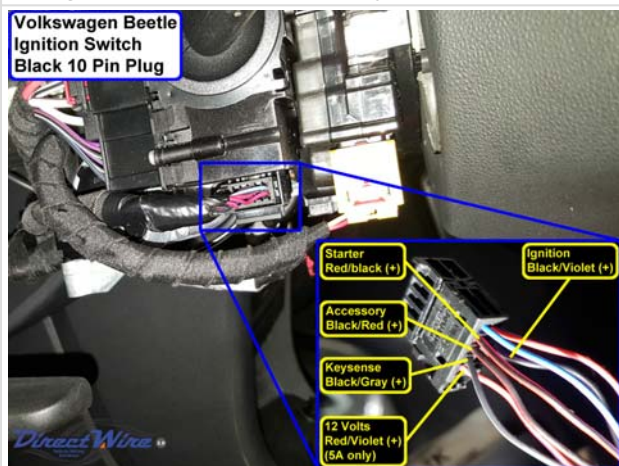 Volkswagen Beetle
Ignition Switch
Black 10 Pin Plug
Starter
Red/black (+)
Ignition
Black/Violet (+)
Accessory
Black/Red (+)
Keysense
Black/Gray (+)
12 Volts
Red/Violet (+)
(5A only)
DirectWire